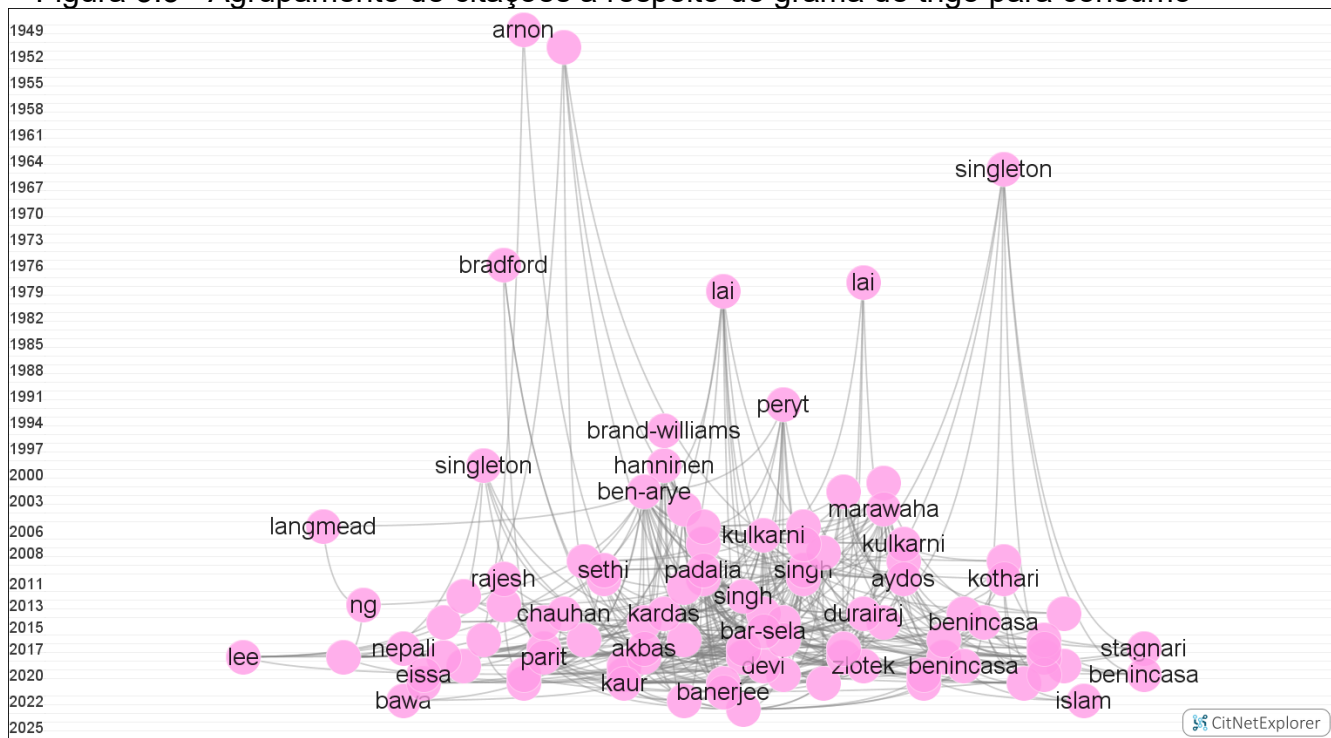 1949
arnon
1952
1955
1958
1961
1964
singleton
1967
1970
1973
1976
bradford
1979
lai
lai
1982
1985
1988
1991
peryt
1994
brand-williams
1997
singleton
hanninen
2000
ben-arye
2003
marawaha
langmead
2006
kulkarni
kulkarni
2008
rajesh
sethi
padalia
singh
aydos
kothari
2011
singh
2013
ng
chauhan
kardas
durairaj
benincasa
2015
bar-sela
2017
lee
nepali
parit
akbas
devi
zlotek
benincasa
stagnari
2020
eissa
kaur
banerjee
benincasa
2022
bawa
islam
2025
CitNetExplorer